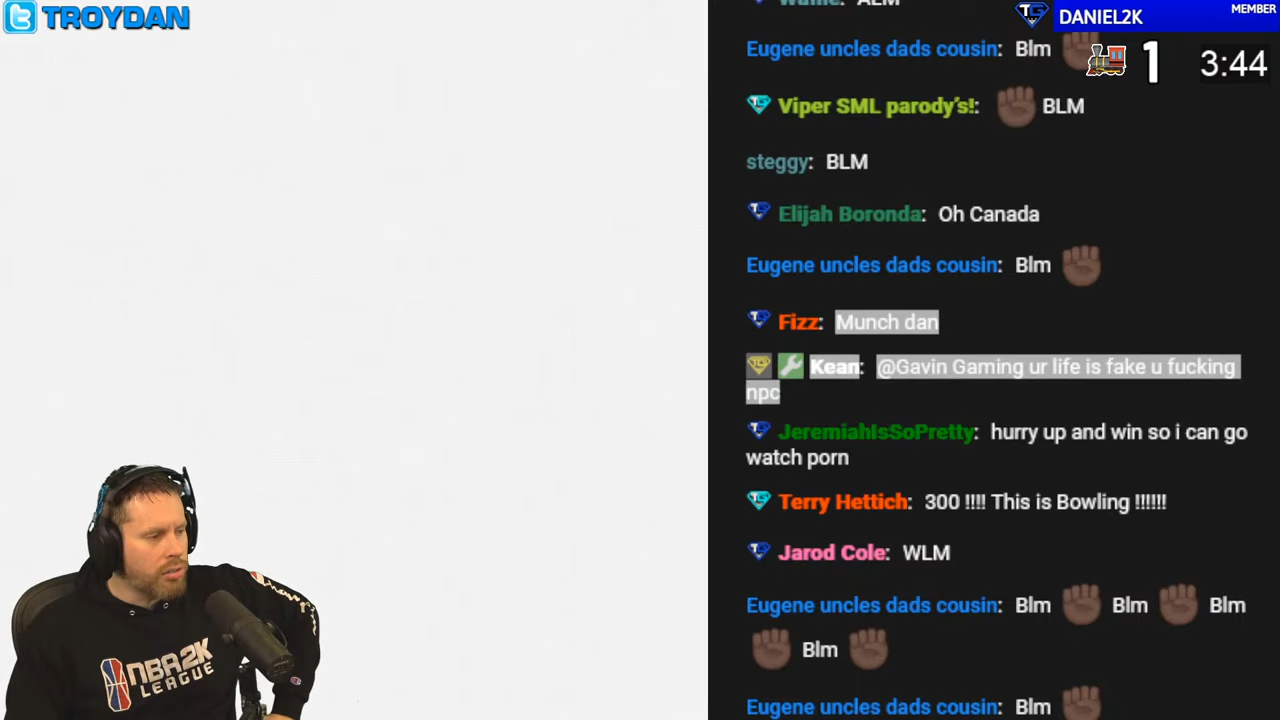 TROYDAN
DANIEL2K
MEMBER
1 3:44
ALM
Eugene uncles dads cousin: Blm
Viper SML parody's!: BLM
steggy: BLM
Elijah Boronda: Oh Canada
Eugene uncles dads cousin: Blm
Fizz: Munch dan
Kean: @Gavin Gaming ur life is fake u fucking
npc
JeremiahIsSoPretty: hurry up and win so i can go
watch porn
Terry Hettich: 300 !!!! This is Bowling !!!!!!
Jarod Cole: WLM
Eugene uncles dads cousin: Blm Blm Blm
Blm
Eugene uncles dads cousin: Blm
NBA2K
LEAGUE